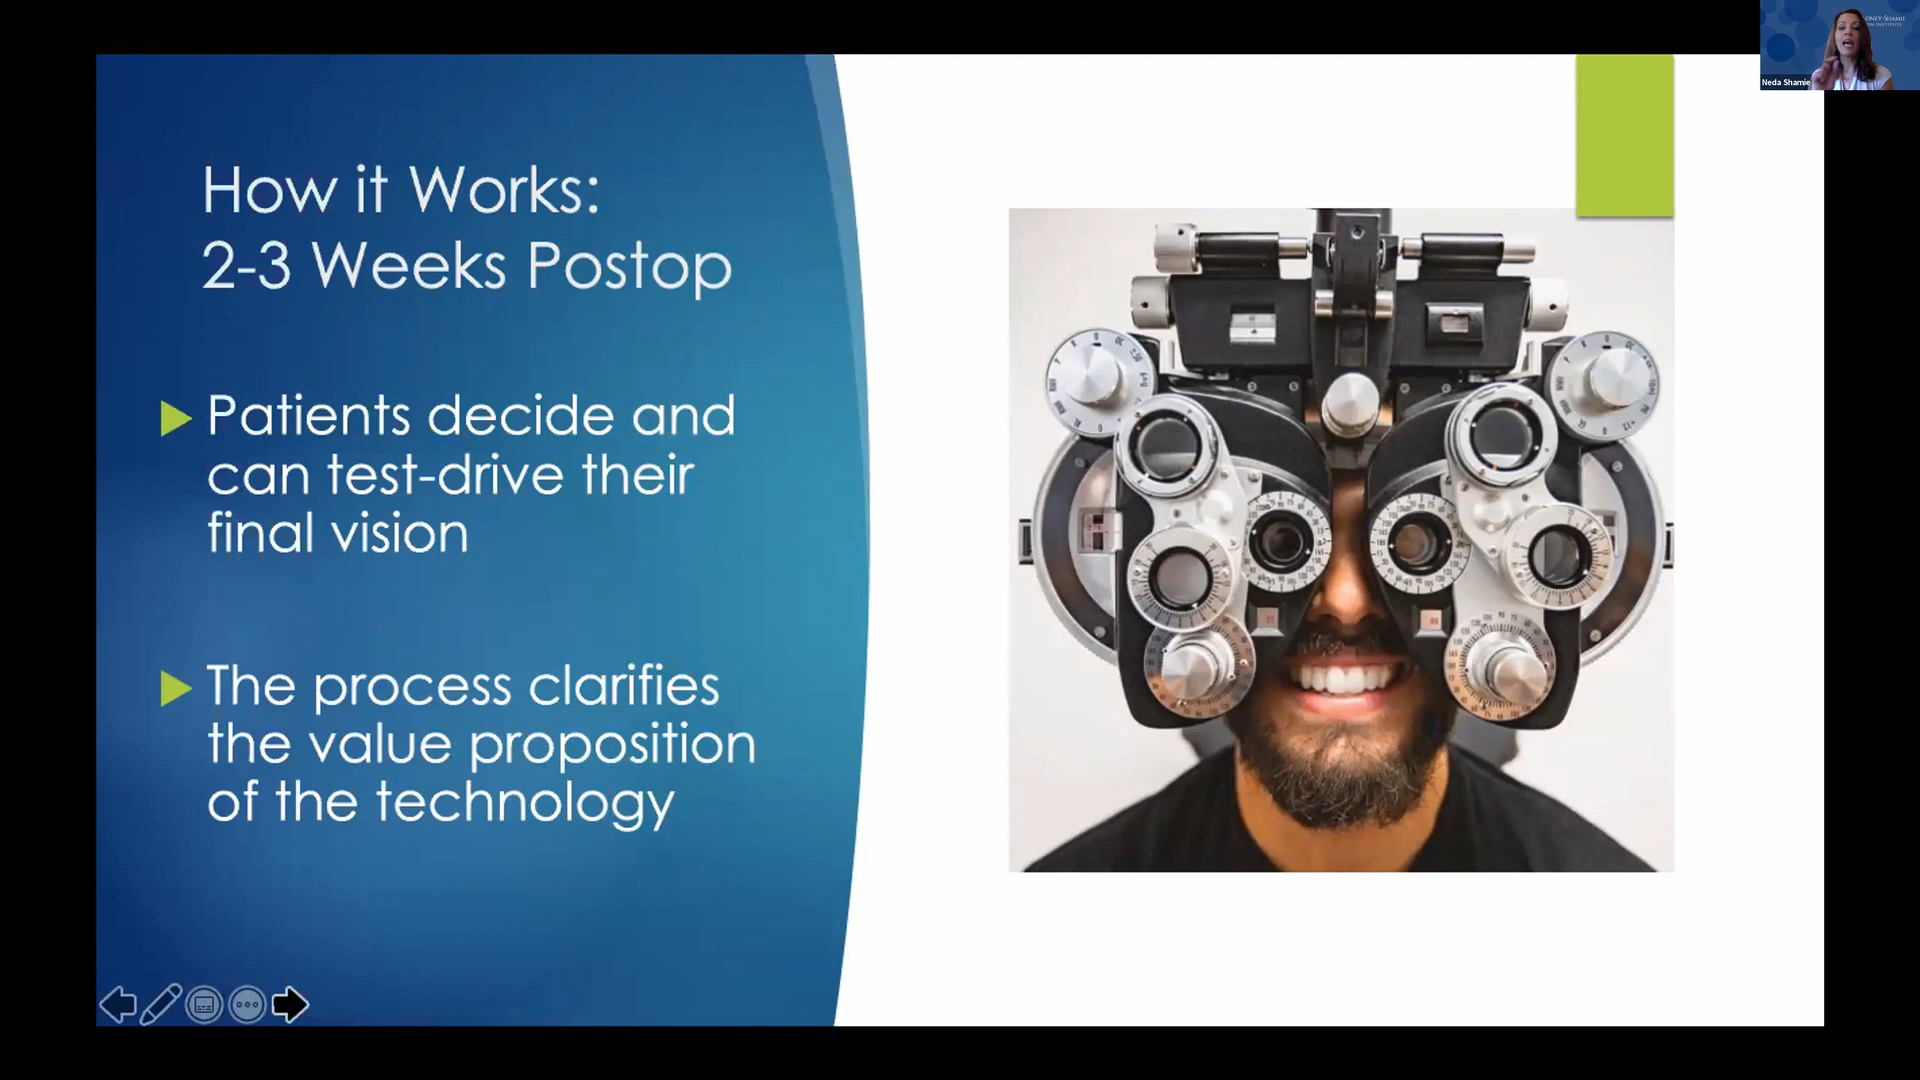 How it Works:
2-3 Weeks Postop
Patients decide and
can test-drive their
final vision
The process clarifies
the value proposition
of the technology
Neda Shamie